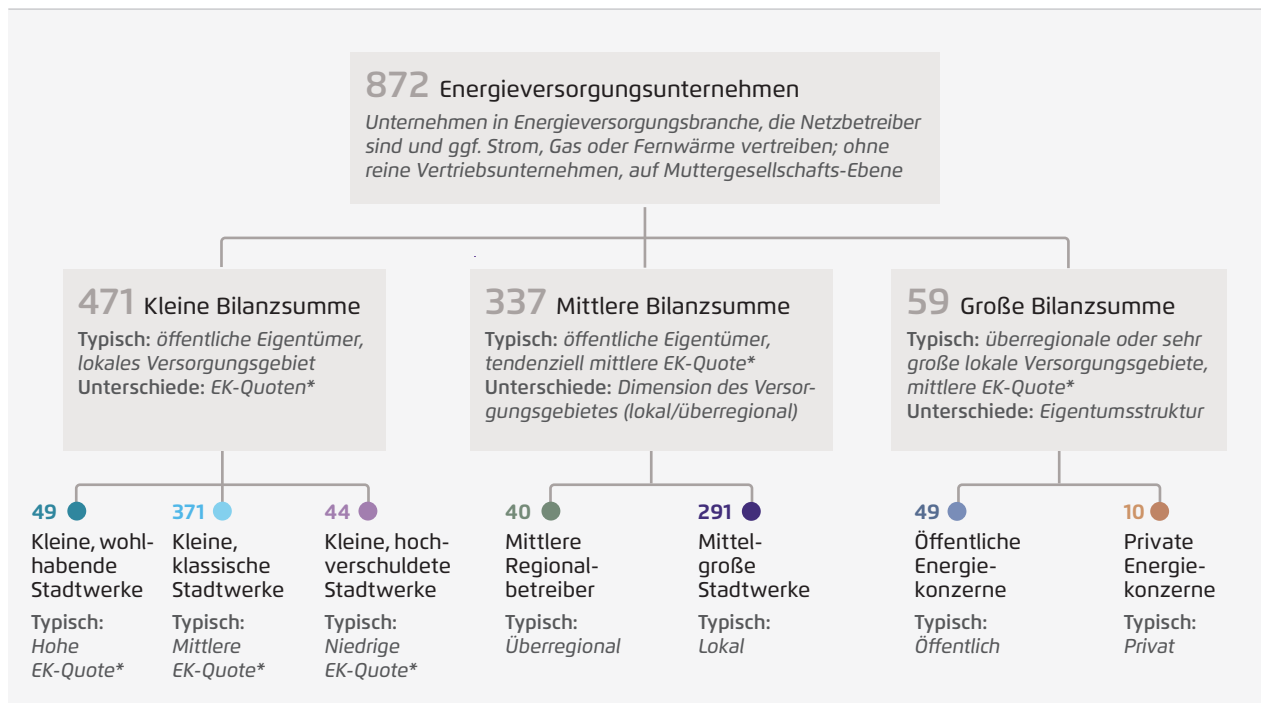 872 Energieversorgungsunternehmen
Unternehmen in Energieversorgungsbranche, die Netzbetreiber
sind und ggf. Strom, Gas oder Fernwärme vertreiben; ohne
reine Vertriebsunternehmen, auf Muttergesellschafts-Ebene
471 Kleine Bilanzsumme
Typisch: öffentliche Eigentümer,
lokales Versorgungsgebiet
Unterschiede: EK-Quoten*
337 Mittlere Bilanzsumme
Typisch: öffentliche Eigentümer,
tendenziell mittlere EK-Quote*
Unterschiede: Dimension des Versor-
gungsgebietes (lokal/überregional)
59 Große Bilanzsumme
Typisch: überregionale oder sehr
große lokale Versorgungsgebiete,
mittlere EK-Quote*
Unterschiede: Eigentumsstruktur
49
Kleine, wohl-
habende
Stadtwerke
Typisch:
Hohe
EK-Quote*
371
Kleine,
klassische
Stadtwerke
Typisch:
Mittlere
EK-Quote*
44
Kleine, hoch-
verschuldete
Stadtwerke
Typisch:
Niedrige
EK-Quote*
40
Mittlere
Regional-
betreiber
Typisch:
Überregional
291
Mittel-
große
Stadtwerke
Typisch:
Lokal
49
Öffentliche
Energie-
konzerne
Typisch:
Öffentlich
10
Private
Energie-
konzerne
Typisch:
Privat